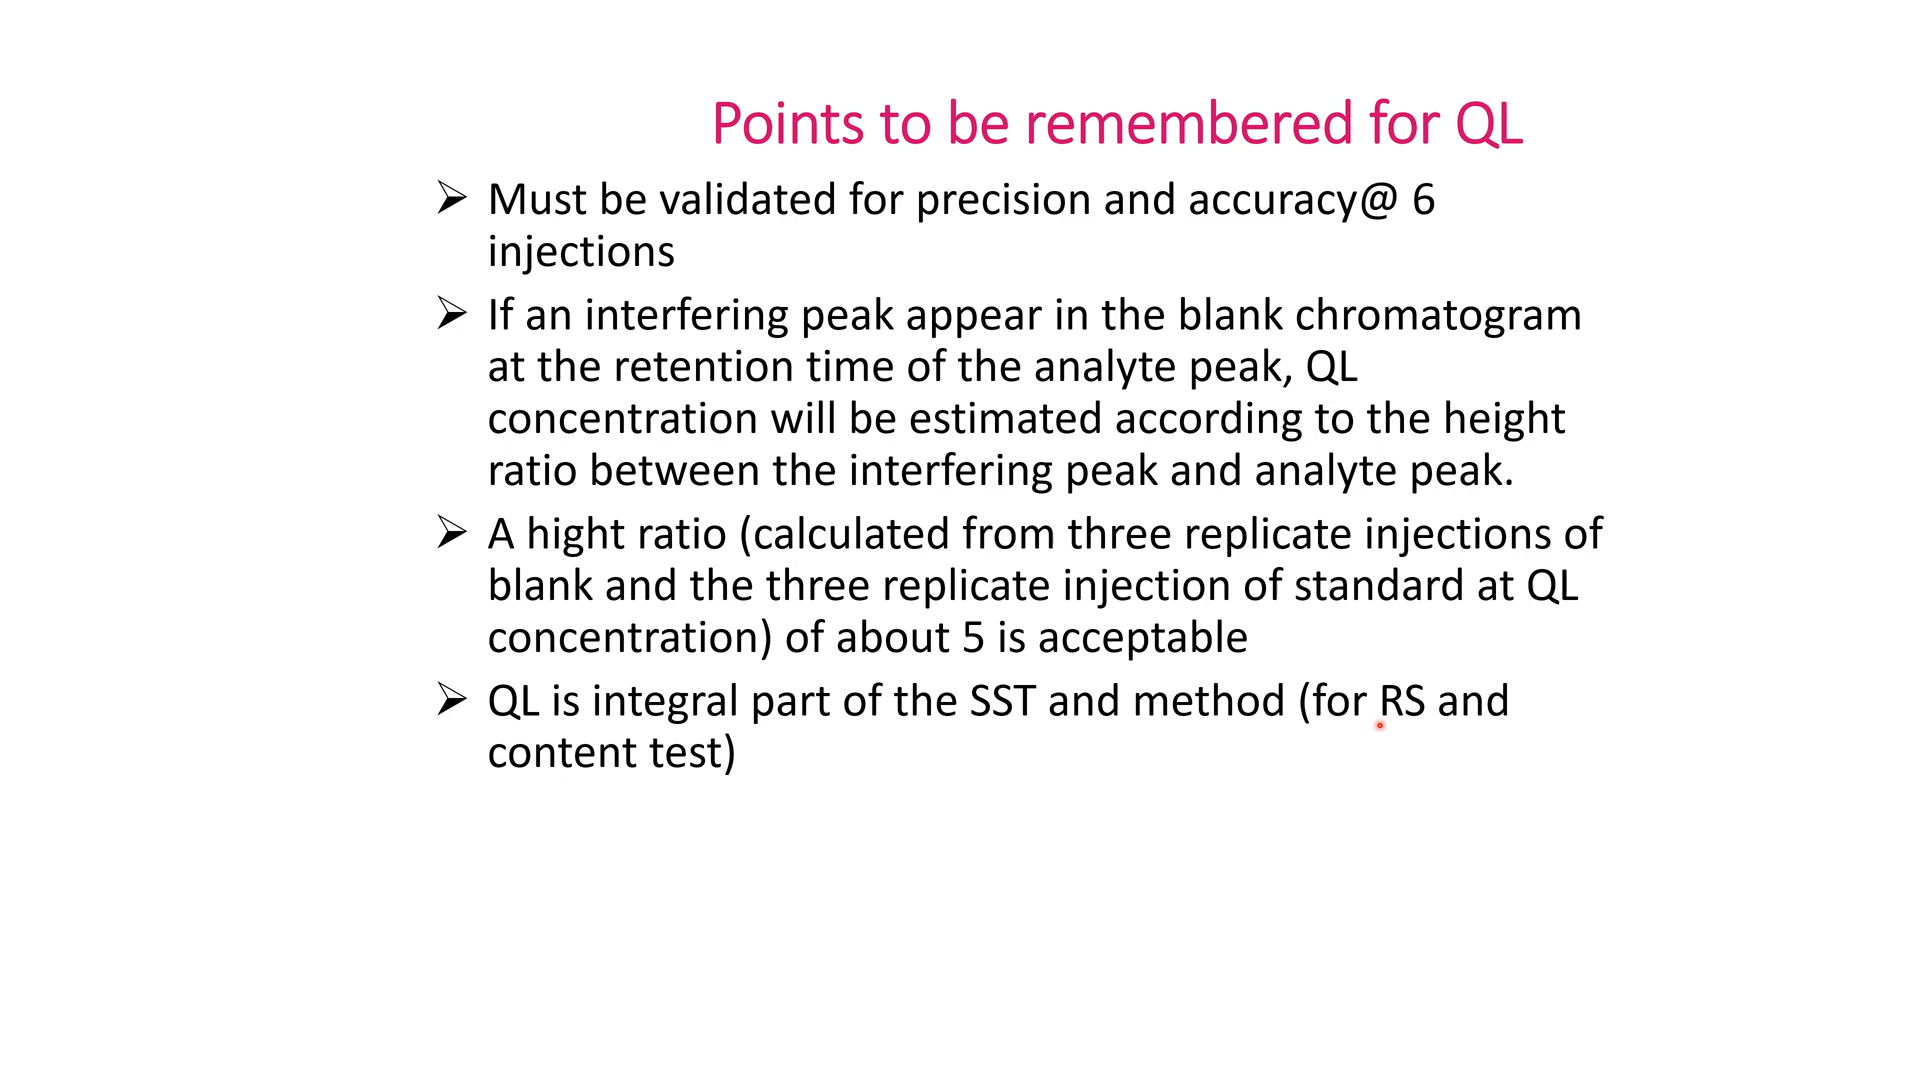 Points to be remembered for QL
➢ Must be validated for precision and accuracy@ 6
injections
➢ If an interfering peak appear in the blank chromatogram
at the retention time of the analyte peak, QL
concentration will be estimated according to the height
ratio between the interfering peak and analyte peak.
➢ A hight ratio (calculated from three replicate injections of
blank and the three replicate injection of standard at QL
concentration) of about 5 is acceptable
➢ QL is integral part of the SST and method (for RS and
content test)